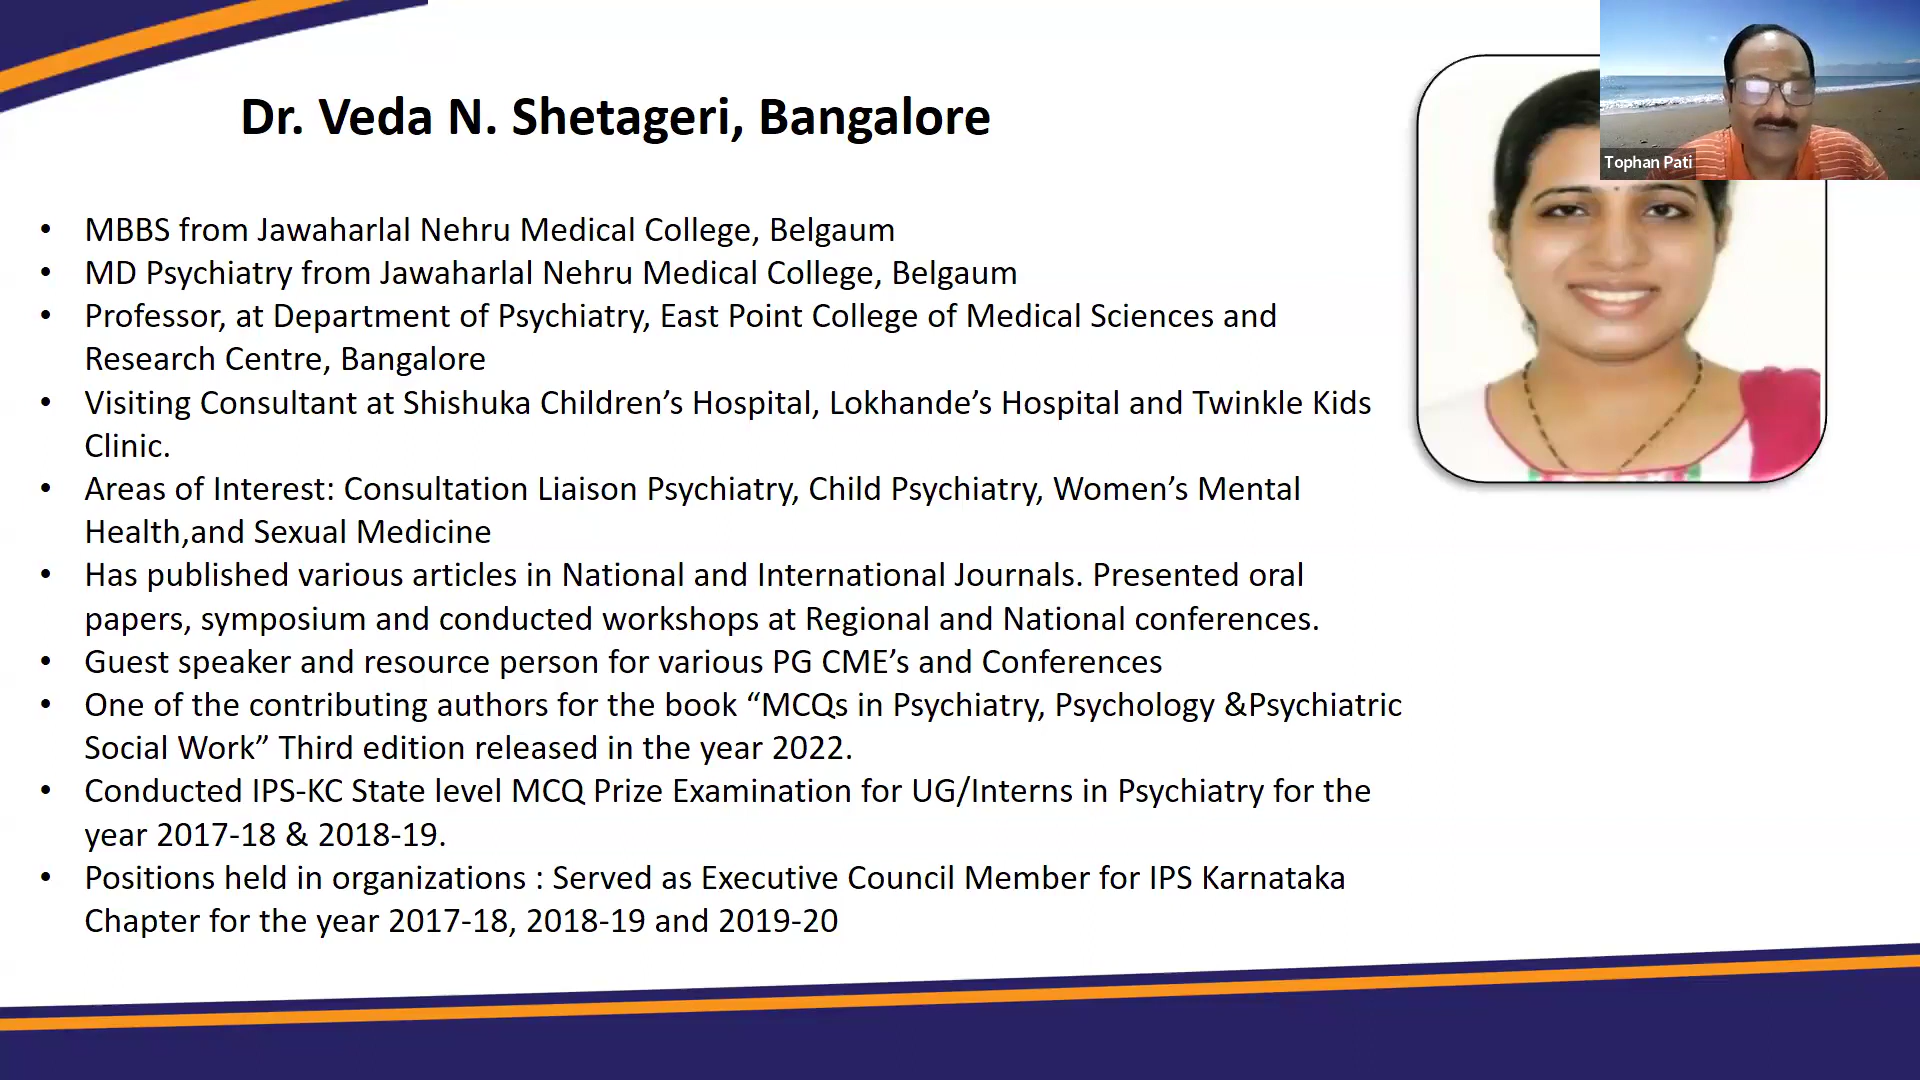 Dr. Veda N. Shetageri, Bangalore
Tophan Pati
• MBBS from Jawaharlal Nehru Medical College, Belgaum
• MD Psychiatry from Jawaharlal Nehru Medical College, Belgaum
• Professor, at Department of Psychiatry, East Point College of Medical Sciences and
Research Centre, Bangalore
• Visiting Consultant at Shishuka Children’s Hospital, Lokhande’s Hospital and Twinkle Kids
Clinic.
• Areas of Interest: Consultation Liaison Psychiatry, Child Psychiatry, Women’s Mental
Health,and Sexual Medicine
• Has published various articles in National and International Journals. Presented oral
papers, symposium and conducted workshops at Regional and National conferences.
• Guest speaker and resource person for various PG CME’s and Conferences
• One of the contributing authors for the book “MCQs in Psychiatry, Psychology &Psychiatric
Social Work” Third edition released in the year 2022.
• Conducted IPS-KC State level MCQ Prize Examination for UG/Interns in Psychiatry for the
year 2017-18 & 2018-19.
• Positions held in organizations : Served as Executive Council Member for IPS Karnataka
Chapter for the year 2017-18, 2018-19 and 2019-20